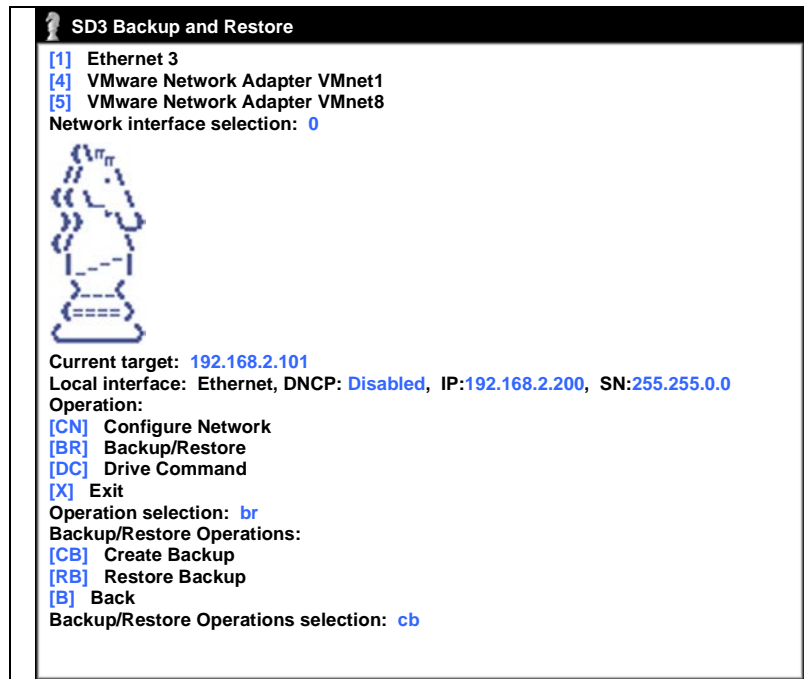 SD3 Backup and Restore
[1] Ethernet 3
[4] VMware Network Adapter VMnet1
[5] VMware Network Adapter VMnet8
Network interface selection: 0
Current target: 192.168.2.101
Local interface: Ethernet, DNCP: Disabled, IP:192.168.2.200, SN:255.255.0.0
Operation:
[CN] Configure Network
[BR] Backup/Restore
[DC] Drive Command
[X] Exit
Operation selection: br
Backup/Restore Operations:
[CB] Create Backup
[RB] Restore Backup
[B] Back
Backup/Restore Operations selection: cb